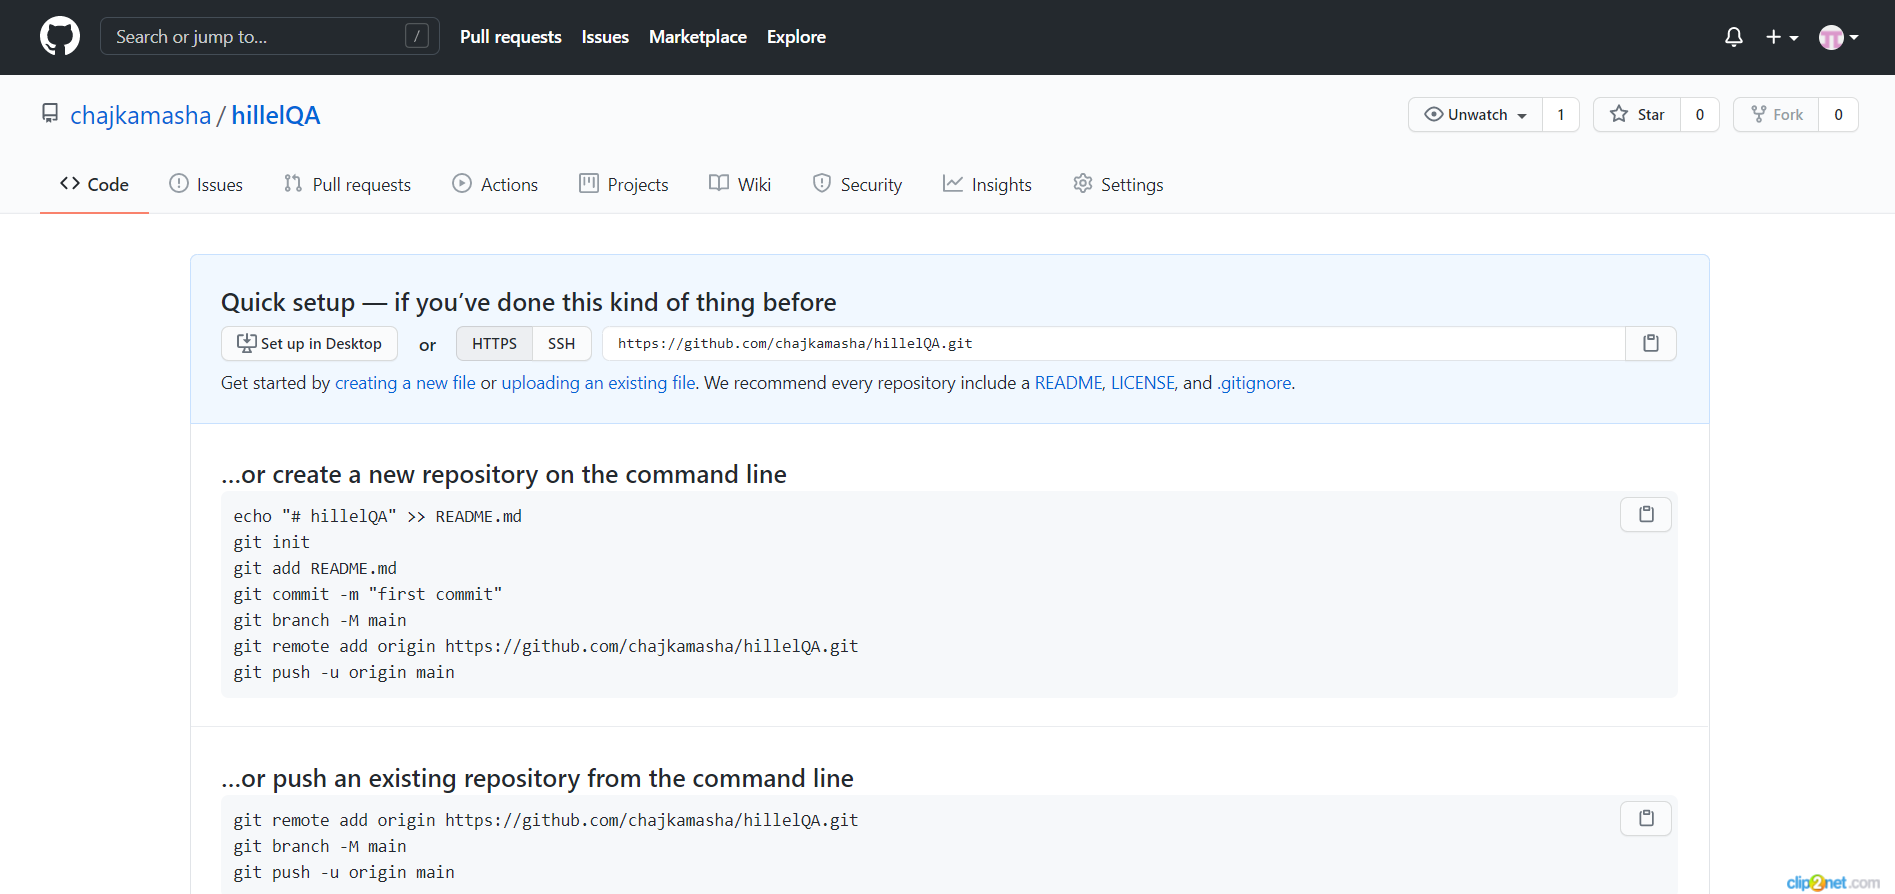 Search or jump to... / Pull requests Issues Marketplace Explore
chajkamasha / hillelQA Unwatch 1 Star 0 Fork 0
Code Issues Pull requests Actions Projects Wiki Security Insights Settings
Quick setup — if you’ve done this kind of thing before
Set up in Desktop or HTTPS SSH https://github.com/chajkamasha/hillelQA.git
Get started by creating a new file or uploading an existing file. We recommend every repository include a README, LICENSE, and .gitignore.
…or create a new repository on the command line
echo "# hillelQA" >> README.md
git init
git add README.md
git commit -m "first commit"
git branch -M main
git remote add origin https://github.com/chajkamasha/hillelQA.git
git push -u origin main
…or push an existing repository from the command line
git remote add origin https://github.com/chajkamasha/hillelQA.git
git branch -M main
git push -u origin main
clip2net.com